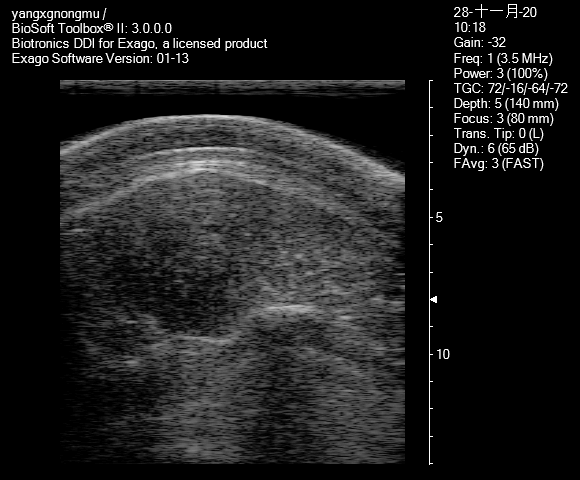 yangxgnongmu /
BioSoft Toolbox® II: 3.0.0.0
Biotronics DDI for Exago, a licensed product
Exago Software Version: 01-13
28-十一月-20
10:18
Gain: -32
Freq: 1 (3.5 MHz)
Power: 3 (100%)
TGC: 72/-16/-64/-72
Depth: 5 (140 mm)
Focus: 3 (80 mm)
Trans. Tip: 0 (L)
Dyn.: 6 (65 dB)
FAvg: 3 (FAST)
5
10